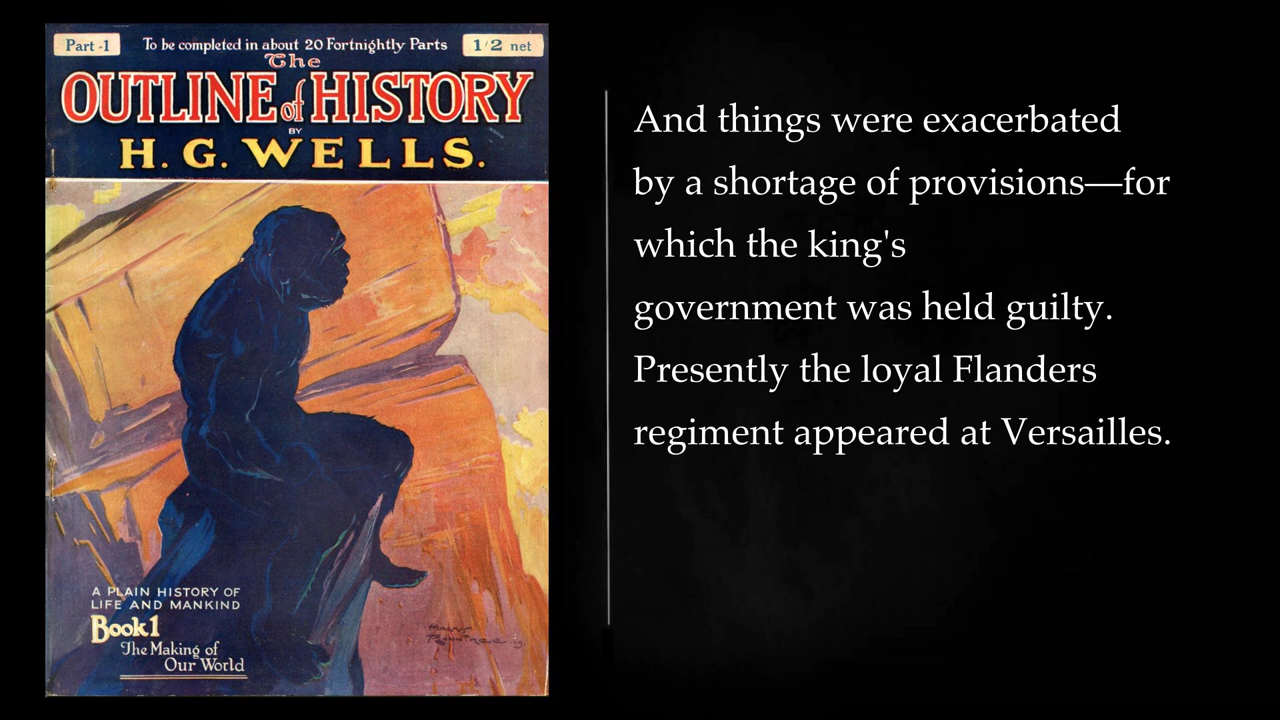 Part -1
To be completed in about 20 Fortnightly Parts
1/2 net
The
OUTLINE of HISTORY
BY
H. G. WELLS.
A PLAIN HISTORY OF
LIFE AND MANKIND
Book 1
The Making of
Our World
And things were exacerbated
by a shortage of provisions—for
which the king's
government was held guilty.
Presently the loyal Flanders
regiment appeared at Versailles.